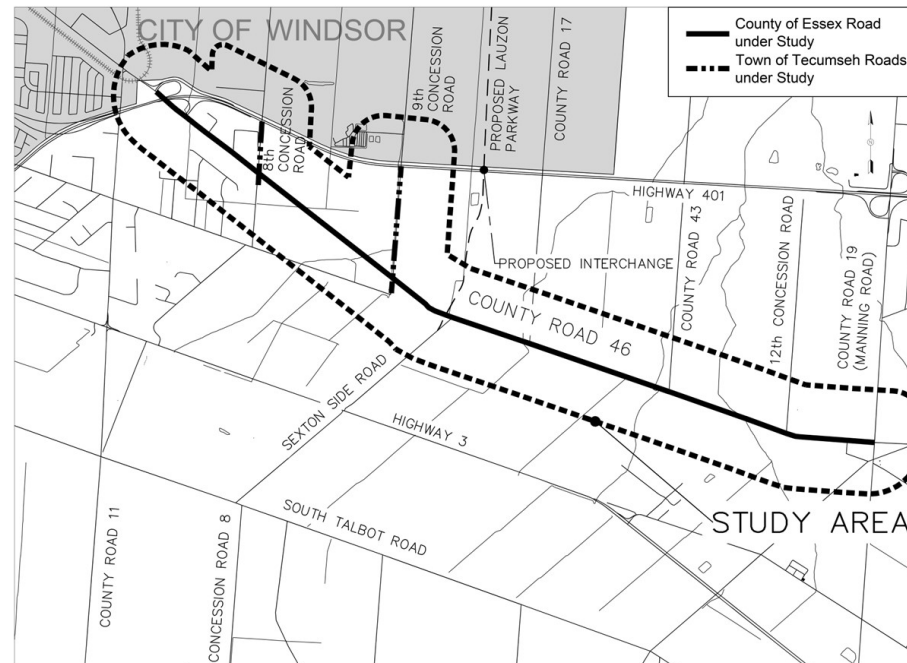 CITY OF WINDSOR
County of Essex Road
under Study
Town of Tecumseh Roads
under Study
8th
CONCESSION
ROAD
9th
CONCESSION
ROAD
PROPOSED LAUZON
PARKWAY
COUNTY ROAD 17
HIGHWAY 401
PROPOSED INTERCHANGE
COUNTY ROAD 43
12th CONCESSION ROAD
COUNTY ROAD 19
(MANNING ROAD)
COUNTY ROAD 46
SEXTON SIDE ROAD
HIGHWAY 3
STUDY AREA
SOUTH TALBOT ROAD
COUNTY ROAD 11
CONCESSION ROAD 8